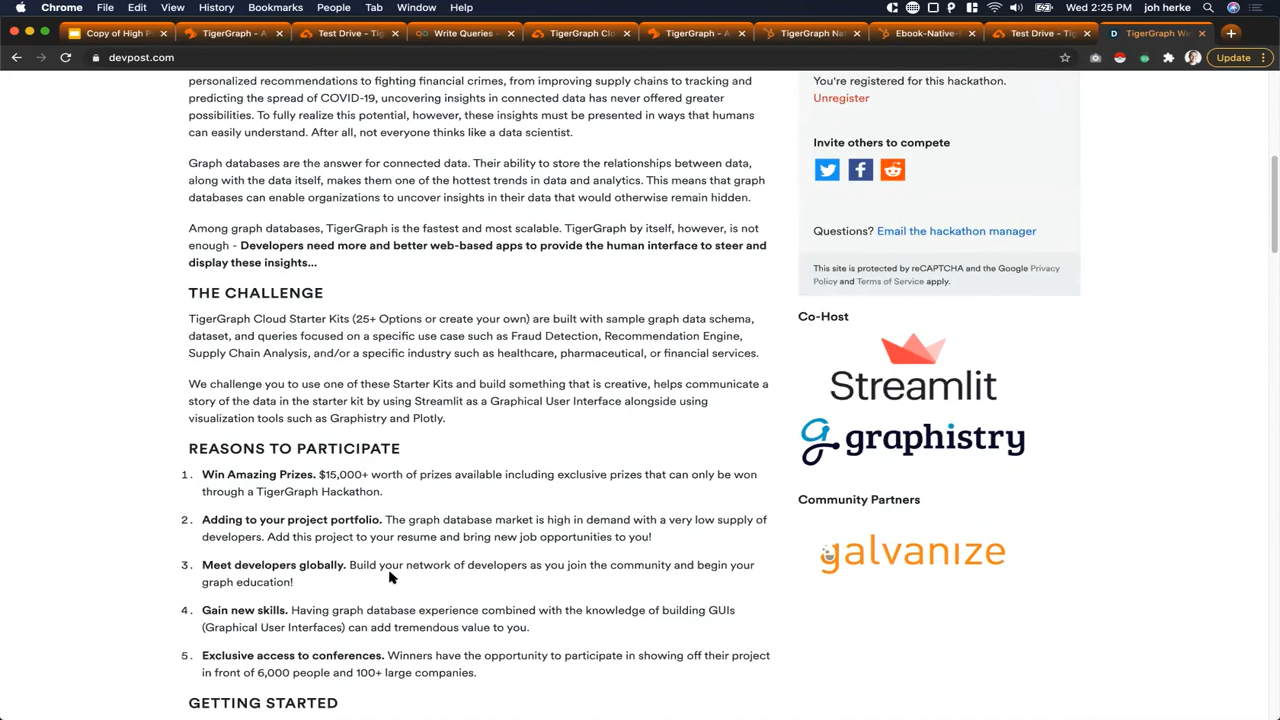 Chrome File Edit View History Bookmarks People Tab Window Help
Wed 2:25 PM joh herke
Copy of High P
TigerGraph - A
Test Drive - Tig
Write Queries -
TigerGraph Clo
TigerGraph - A
TigerGraph Nat
Ebook-Native-
Test Drive - Tig
TigerGraph We
devpost.com
Update
personalized recommendations to fighting financial crimes, from improving supply chains to tracking and
predicting the spread of COVID-19, uncovering insights in connected data has never offered greater
possibilities. To fully realize this potential, however, these insights must be presented in ways that humans
can easily understand. After all, not everyone thinks like a data scientist.
Graph databases are the answer for connected data. Their ability to store the relationships between data,
along with the data itself, makes them one of the hottest trends in data and analytics. This means that graph
databases can enable organizations to uncover insights in their data that would otherwise remain hidden.
Among graph databases, TigerGraph is the fastest and most scalable. TigerGraph by itself, however, is not
enough - Developers need more and better web-based apps to provide the human interface to steer and
display these insights...
THE CHALLENGE
TigerGraph Cloud Starter Kits (25+ Options or create your own) are built with sample graph data schema,
dataset, and queries focused on a specific use case such as Fraud Detection, Recommendation Engine,
Supply Chain Analysis, and/or a specific industry such as healthcare, pharmaceutical, or financial services.
We challenge you to use one of these Starter Kits and build something that is creative, helps communicate a
story of the data in the starter kit by using Streamlit as a Graphical User Interface alongside using
visualization tools such as Graphistry and Plotly.
REASONS TO PARTICIPATE
1. Win Amazing Prizes. $15,000+ worth of prizes available including exclusive prizes that can only be won
through a TigerGraph Hackathon.
2. Adding to your project portfolio. The graph database market is high in demand with a very low supply of
developers. Add this project to your resume and bring new job opportunities to you!
3. Meet developers globally. Build your network of developers as you join the community and begin your
graph education!
4. Gain new skills. Having graph database experience combined with the knowledge of building GUIs
(Graphical User Interfaces) can add tremendous value to you.
5. Exclusive access to conferences. Winners have the opportunity to participate in showing off their project
in front of 6,000 people and 100+ large companies.
GETTING STARTED
You're registered for this hackathon.
Unregister
Invite others to compete
Questions? Email the hackathon manager
This site is protected by reCAPTCHA and the Google Privacy
Policy and Terms of Service apply.
Co-Host
Streamlit
graphistry
Community Partners
galvanize